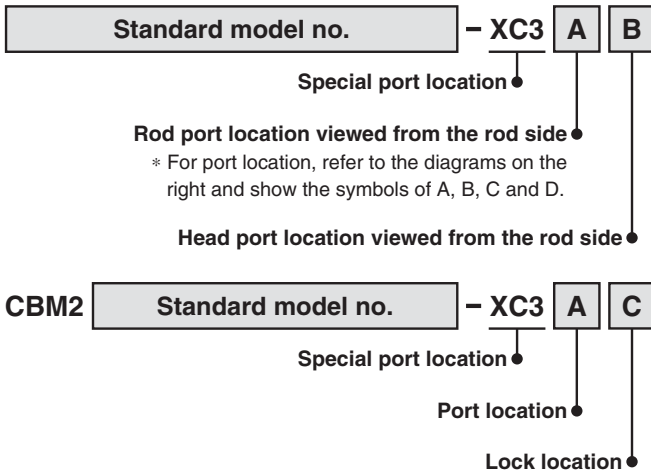 Standard model no. – XC3 A B
Special port location
Rod port location viewed from the rod side
* For port location, refer to the diagrams on the
right and show the symbols of A, B, C and D.
Head port location viewed from the rod side
CBM2 Standard model no. – XC3 A C
Special port location
Port location
Lock location